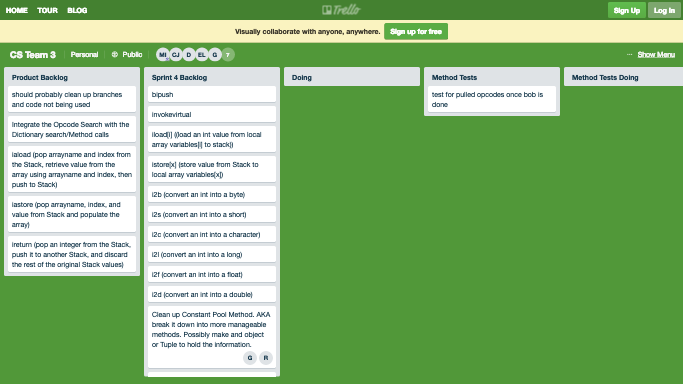 HOME TOUR BLOG
Trello
Sign Up
Log In
Visually collaborate with anyone, anywhere.
Sign up for free
CS Team 3
Personal
Public
MI CJ D EL G 7
··· Show Menu
Product Backlog
should probably clean up branches
and code not being used
Integrate the Opcode Search with the
Dictionary search/Method calls
iaload (pop arrayname and index from
the Stack, retrieve value from the
array using arrayname and index, then
push to Stack)
iastore (pop arrayname, index, and
value from Stack and populate the
array)
ireturn (pop an integer from the Stack,
push it to another Stack, and discard
the rest of the original Stack values)
Sprint 4 Backlog
bipush
invokevirtual
iload[i] ((load an int value from local
array variables[i] to stack))
istore[x] (store value from Stack to
local array variables[x])
i2b (convert an int into a byte)
i2s (convert an int into a short)
i2c (convert an int into a character)
i2l (convert an int into a long)
i2f (convert an int into a float)
i2d (convert an int into a double)
Clean up Constant Pool Method. AKA
break it down into more manageable
methods. Possibly make and object
or Tuple to hold the information.
G R
Doing
Method Tests
test for pulled opcodes once bob is
done
Method Tests Doing